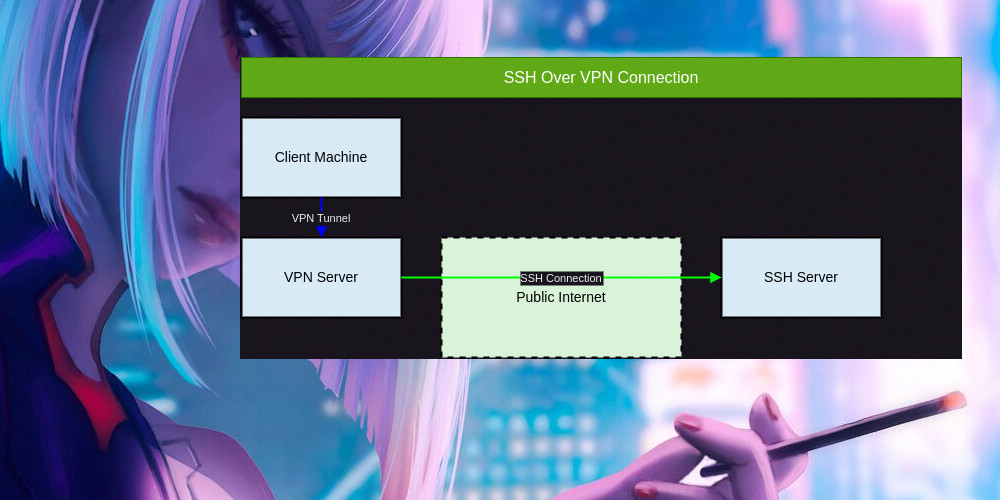 SSH Over VPN Connection
Client Machine
VPN Tunnel
VPN Server
SSH Connection
Public Internet
SSH Server